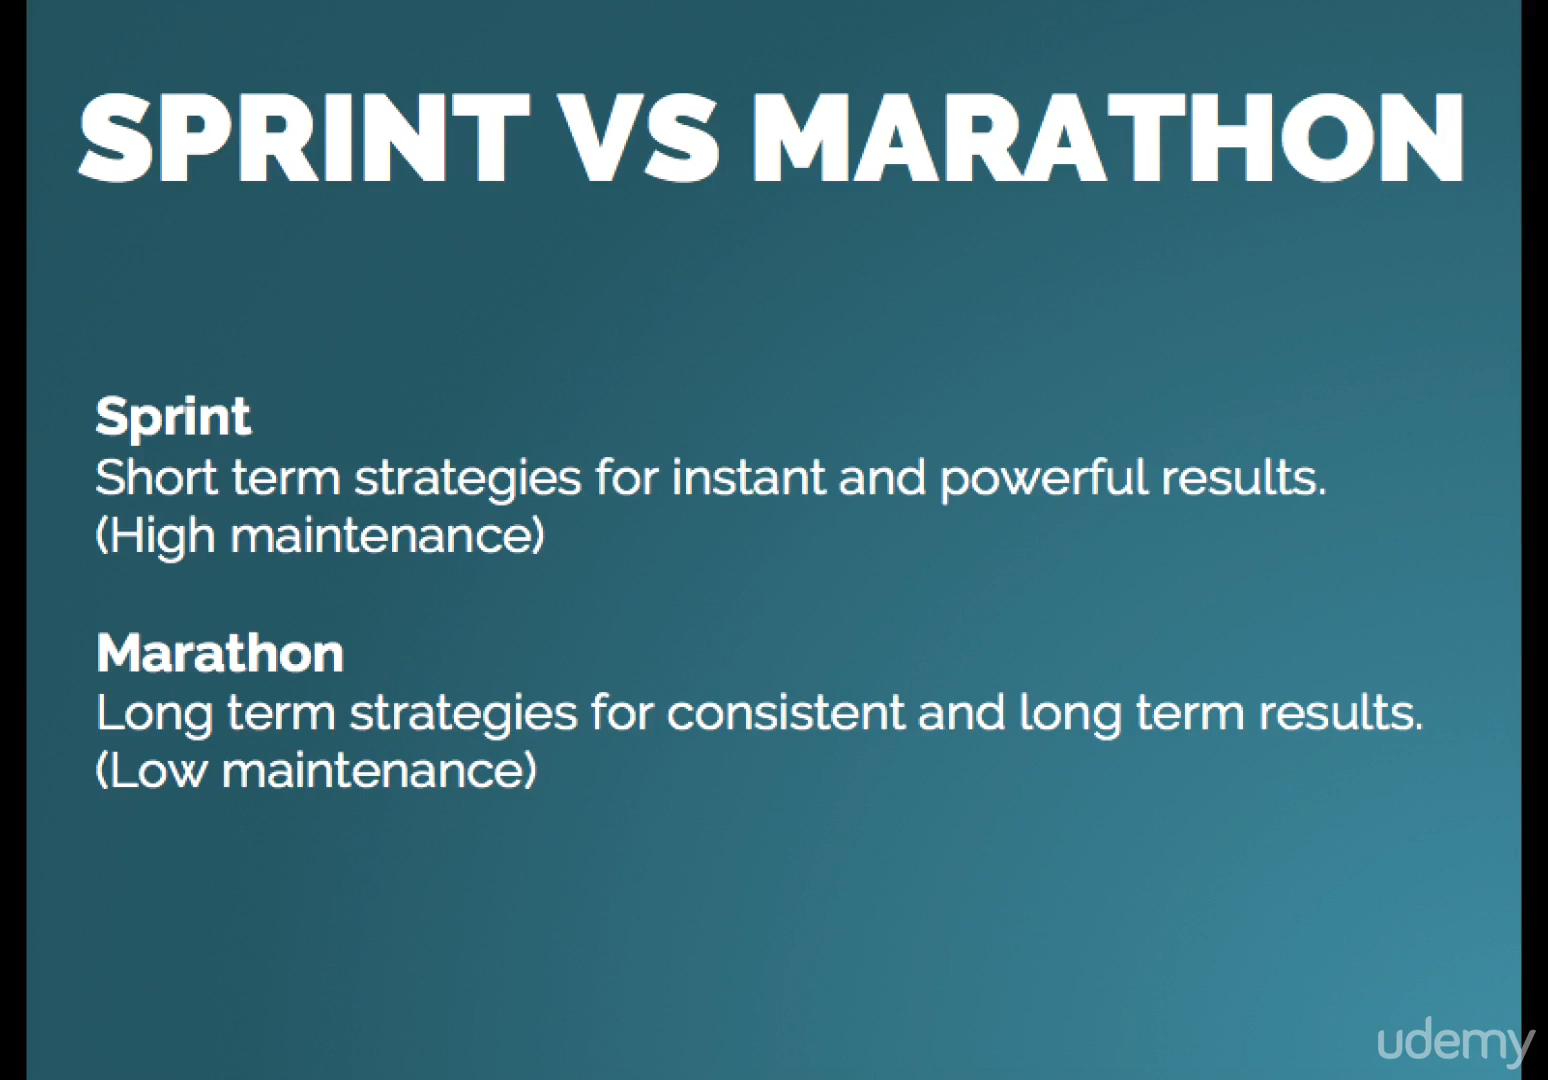 SPRINT VS MARATHON
Sprint
Short term strategies for instant and powerful results.
(High maintenance)
Marathon
Long term strategies for consistent and long term results.
(Low maintenance)
udemy